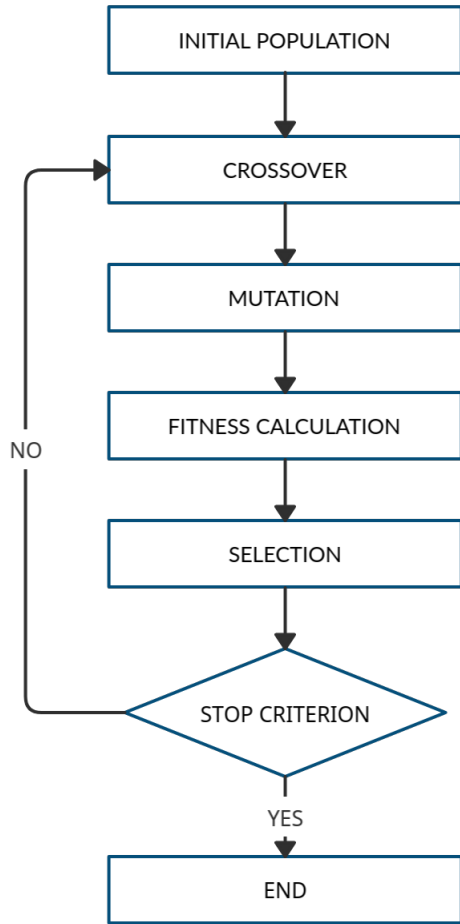 INITIAL POPULATION
CROSSOVER
MUTATION
FITNESS CALCULATION
NO
SELECTION
STOP CRITERION
YES
END